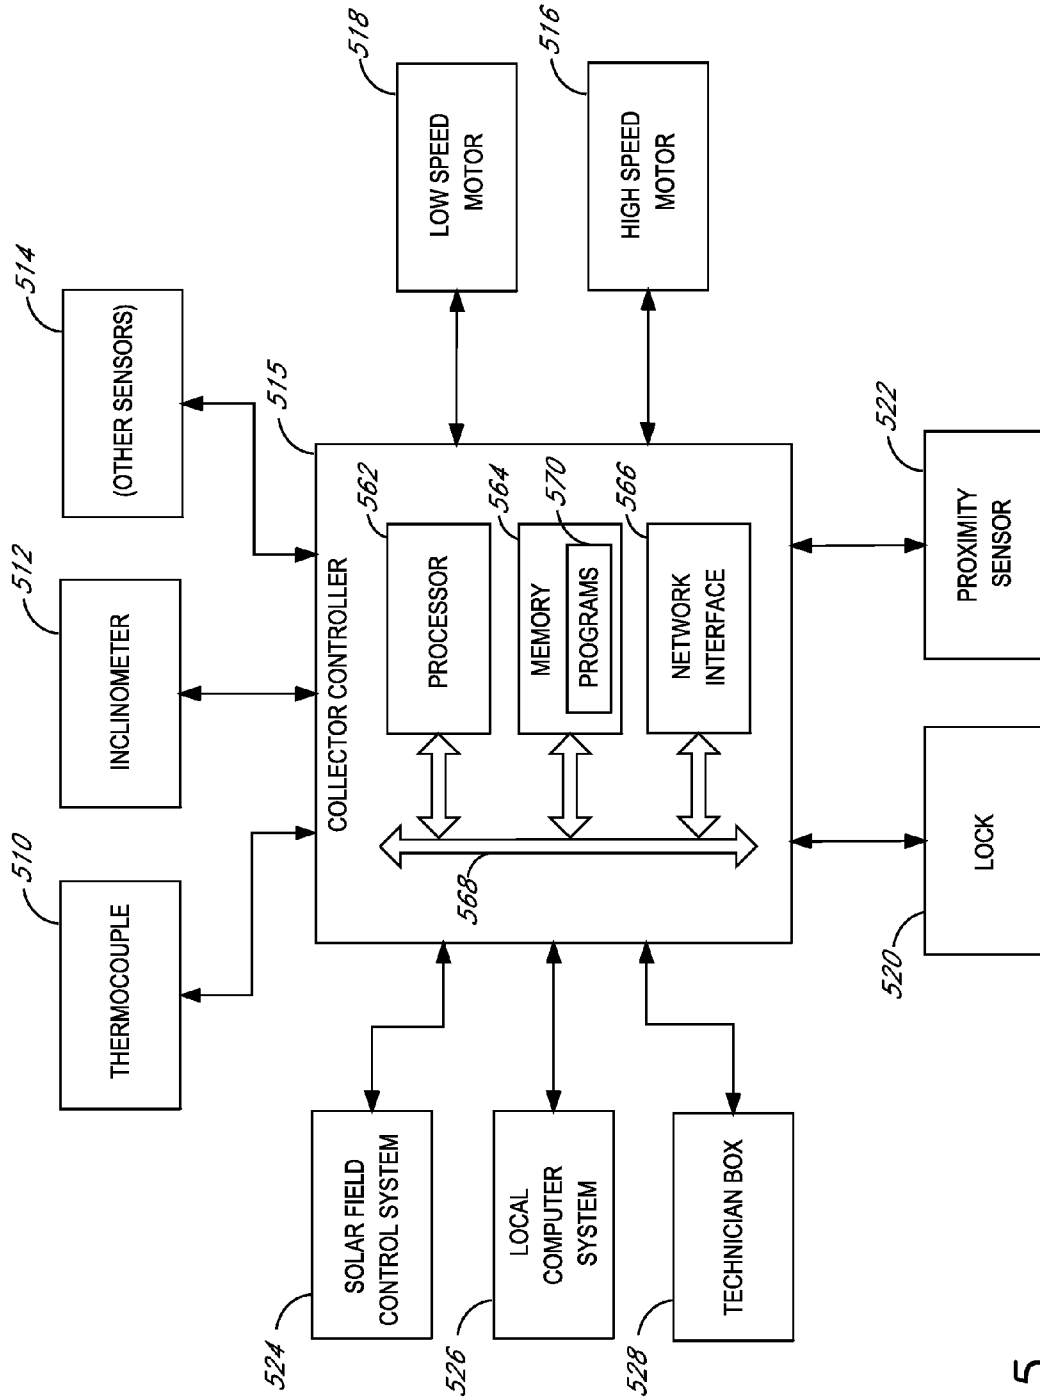 510
THERMOCOUPLE
512
INCLINOMETER
514
(OTHER SENSORS)
524
SOLAR FIELD
CONTROL SYSTEM
526
LOCAL
COMPUTER
SYSTEM
528
TECHNICIAN BOX
515
COLLECTOR CONTROLLER
562
PROCESSOR
564
MEMORY
570
PROGRAMS
566
NETWORK
INTERFACE
568
518
LOW SPEED
MOTOR
516
HIGH SPEED
MOTOR
520
LOCK
522
PROXIMITY
SENSOR
5